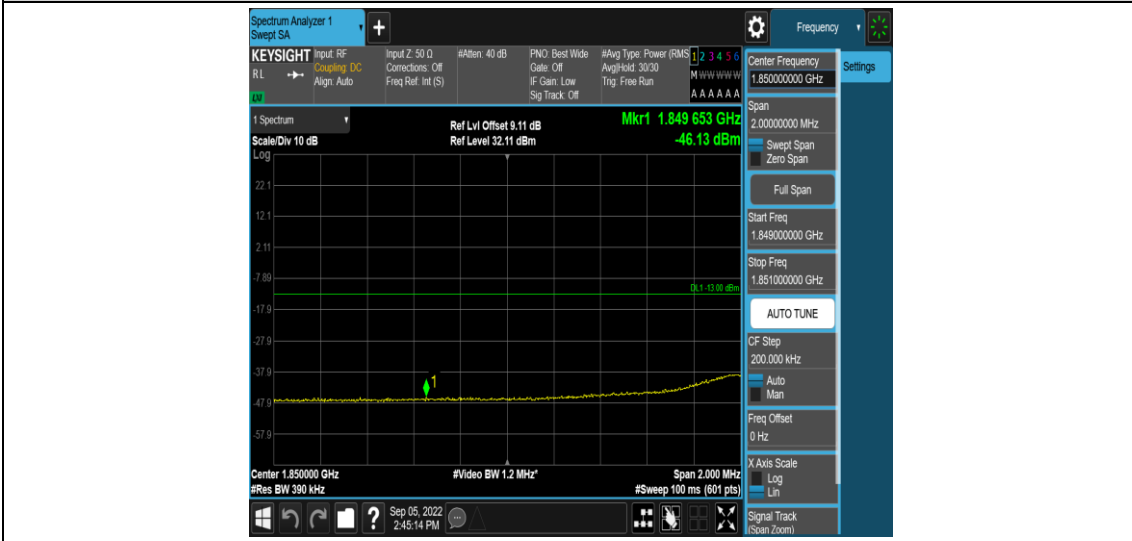 Spectrum Analyzer 1
Swept SA
+
Frequency
KEYSIGHT
RL
Input: RF
Coupling: DC
Align: Auto
Input Z: 50 Ω
Corrections: Off
Freq Ref: Int (S)
#Atten: 40 dB
PNO: Best Wide
Gate: Off
IF Gain: Low
Sig Track: Off
#Avg Type: Power (RMS
Avg|Hold: 30/30
Trig: Free Run
1 2 3 4 5 6
M W W W W W
A A A A A A
1 Spectrum
Scale/Div 10 dB
Log
Ref Lvl Offset 9.11 dB
Ref Level 32.11 dBm
Mkr1 1.849 653 GHz
-46.13 dBm
22.1
12.1
2.11
-7.89
DL1 -13.00 dBm
-17.9
-27.9
-37.9
1
-47.9
-57.9
Center 1.850000 GHz
#Video BW 1.2 MHz*
Span 2.000 MHz
#Res BW 390 kHz
#Sweep 100 ms (601 pts)
?
Sep 05, 2022
2:45:14 PM
Center Frequency
1.850000000 GHz
Settings
Span
2.00000000 MHz
Swept Span
Zero Span
Full Span
Start Freq
1.849000000 GHz
Stop Freq
1.851000000 GHz
AUTO TUNE
CF Step
200.000 kHz
Auto
Man
Freq Offset
0 Hz
X Axis Scale
Log
Lin
Signal Track
(Span Zoom)